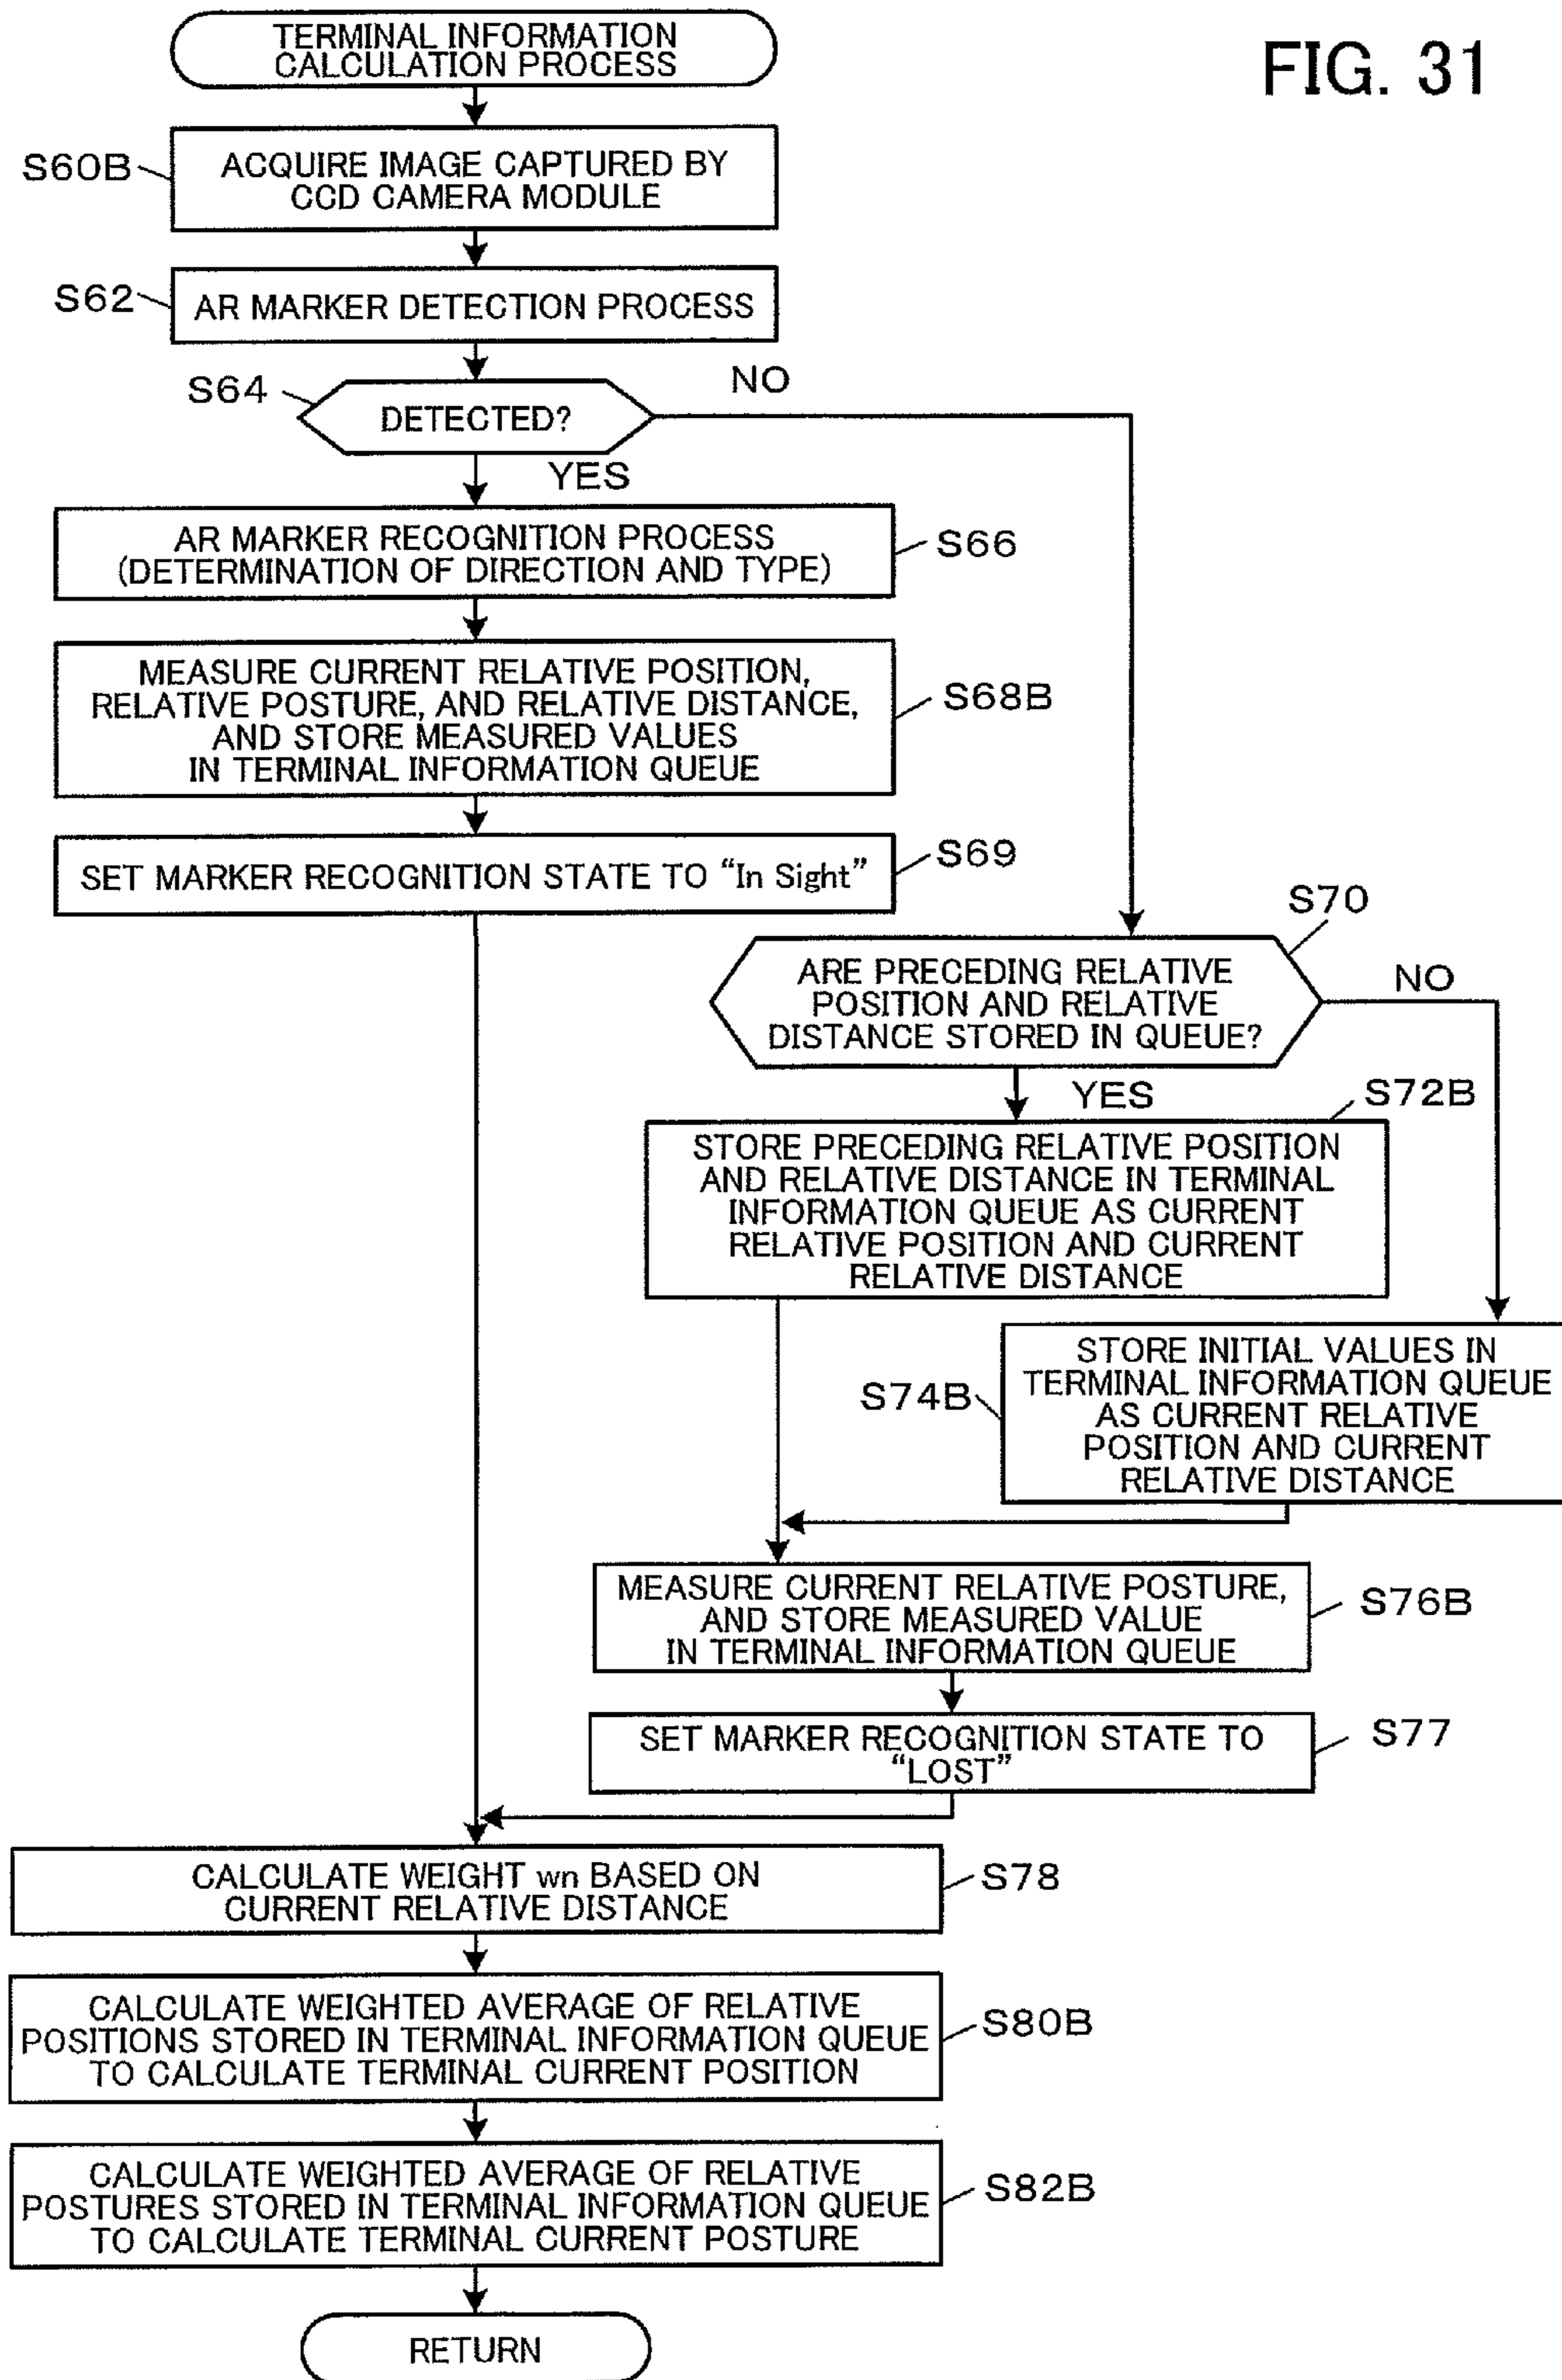 FIG. 31
TERMINAL INFORMATION
CALCULATION PROCESS
S60B
ACQUIRE IMAGE CAPTURED BY
CCD CAMERA MODULE
S62
AR MARKER DETECTION PROCESS
S64
DETECTED?
NO
YES
AR MARKER RECOGNITION PROCESS
(DETERMINATION OF DIRECTION AND TYPE)
S66
MEASURE CURRENT RELATIVE POSITION,
RELATIVE POSTURE, AND RELATIVE DISTANCE,
AND STORE MEASURED VALUES
IN TERMINAL INFORMATION QUEUE
S68B
SET MARKER RECOGNITION STATE TO “In Sight”
S69
S70
ARE PRECEDING RELATIVE
POSITION AND RELATIVE
DISTANCE STORED IN QUEUE?
NO
YES
S72B
STORE PRECEDING RELATIVE POSITION
AND RELATIVE DISTANCE IN TERMINAL
INFORMATION QUEUE AS CURRENT
RELATIVE POSITION AND CURRENT
RELATIVE DISTANCE
S74B
STORE INITIAL VALUES IN
TERMINAL INFORMATION QUEUE
AS CURRENT RELATIVE
POSITION AND CURRENT
RELATIVE DISTANCE
MEASURE CURRENT RELATIVE POSTURE,
AND STORE MEASURED VALUE
IN TERMINAL INFORMATION QUEUE
S76B
SET MARKER RECOGNITION STATE TO
“LOST”
S77
CALCULATE WEIGHT wn BASED ON
CURRENT RELATIVE DISTANCE
S78
CALCULATE WEIGHTED AVERAGE OF RELATIVE
POSITIONS STORED IN TERMINAL INFORMATION QUEUE
TO CALCULATE TERMINAL CURRENT POSITION
S80B
CALCULATE WEIGHTED AVERAGE OF RELATIVE
POSTURES STORED IN TERMINAL INFORMATION QUEUE
TO CALCULATE TERMINAL CURRENT POSTURE
S82B
RETURN